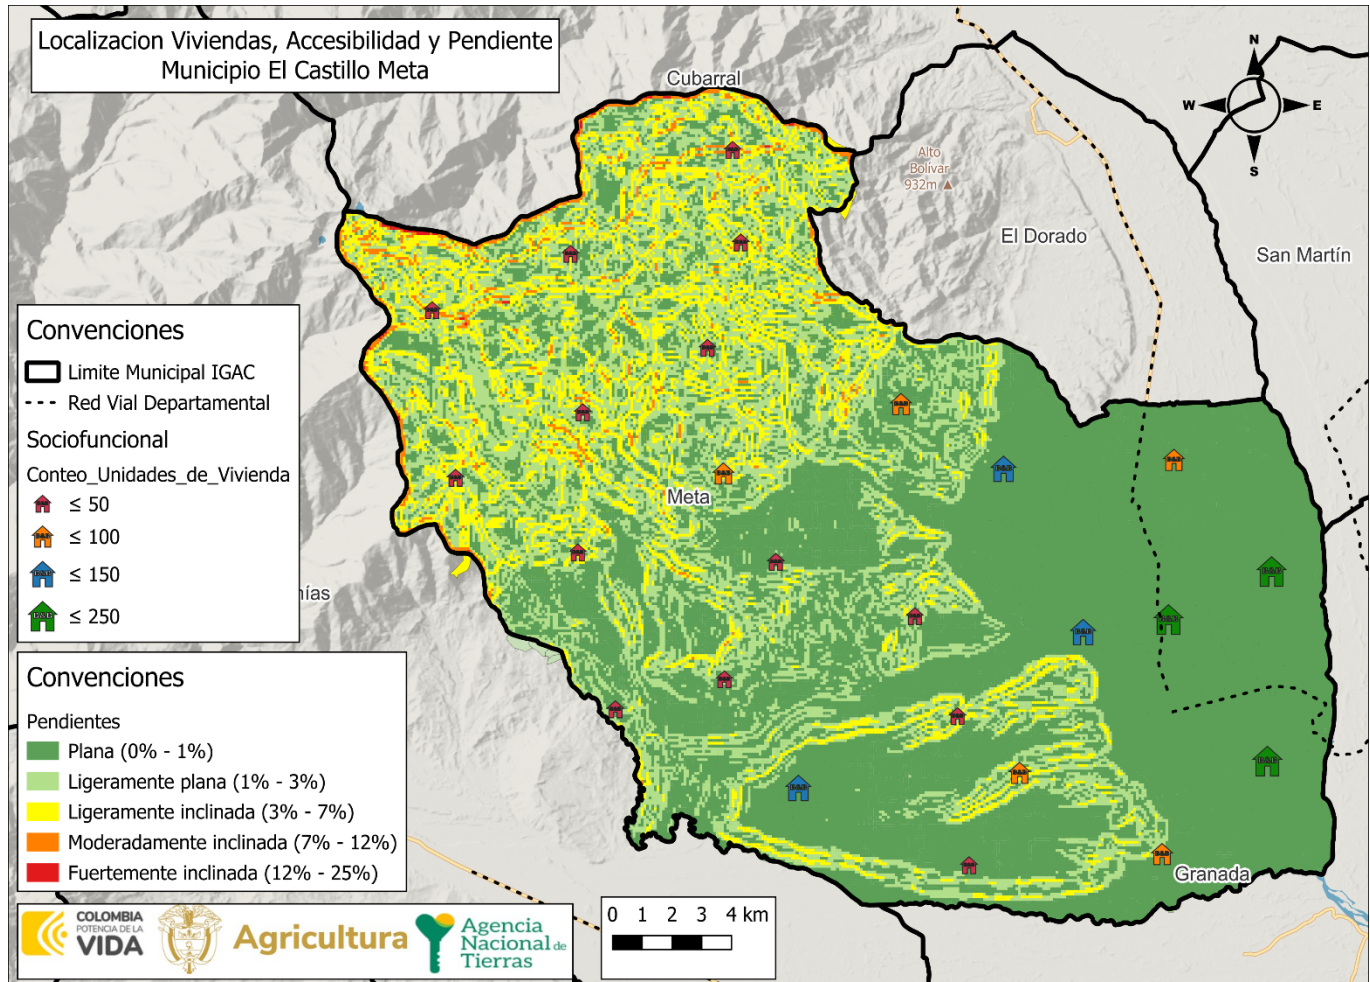 Localizacion Viviendas, Accesibilidad y Pendiente
Municipio El Castillo Meta
Cubarral
Alto
Bolívar
932m
El Dorado
San Martín
N
W
E
S
Meta
ías
Granada
Convenciones
Limite Municipal IGAC
Red Vial Departamental
Sociofuncional
Conteo_Unidades_de_Vivienda
≤ 50
≤ 100
≤ 150
≤ 250
Convenciones
Pendientes
Plana (0% - 1%)
Ligeramente plana (1% - 3%)
Ligeramente inclinada (3% - 7%)
Moderadamente inclinada (7% - 12%)
Fuertemente inclinada (12% - 25%)
COLOMBIA
POTENCIA DE LA
VIDA
Agricultura
Agencia
Nacional de
Tierras
0 1 2 3 4 km